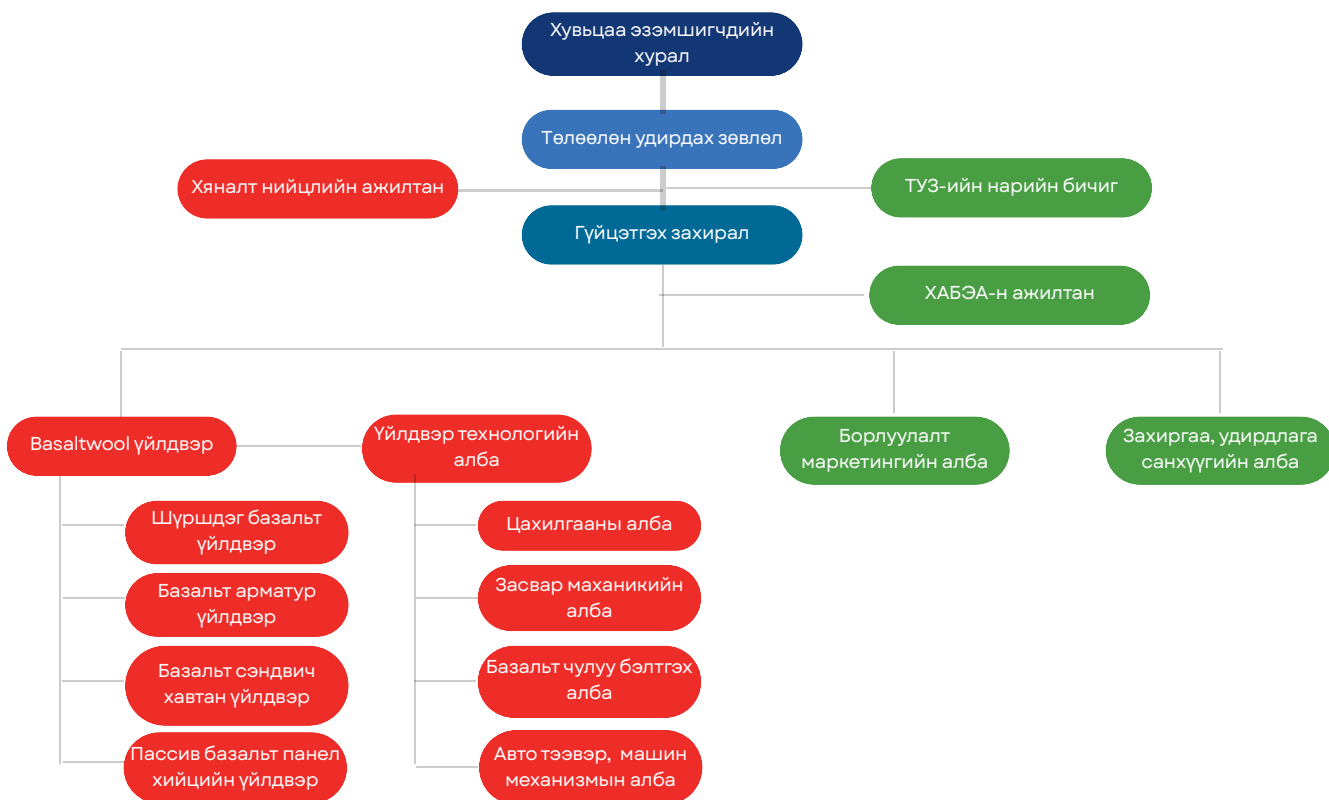 Хувьцаа эзэмшигчдийн
хурал
Төлөөлөн удирдах зөвлөл
Хяналт нийцлийн ажилтан
ТУЗ-ийн нарийн бичиг
Гүйцэтгэх захирал
ХАБЭА-н ажилтан
Basaltwool үйлдвэр
Үйлдвэр технологийн
алба
Борлуулалт
маркетингийн алба
Захиргаа, удирдлага
санхүүгийн алба
Шүршдэг базальт
үйлдвэр
Базальт арматур
үйлдвэр
Базальт сэндвич
хавтан үйлдвэр
Пассив базальт панел
хийцийн үйлдвэр
Цахилгааны алба
Засвар маханикийн
алба
Базальт чулуу бэлтгэх
алба
Авто тээвэр, машин
механизмын алба